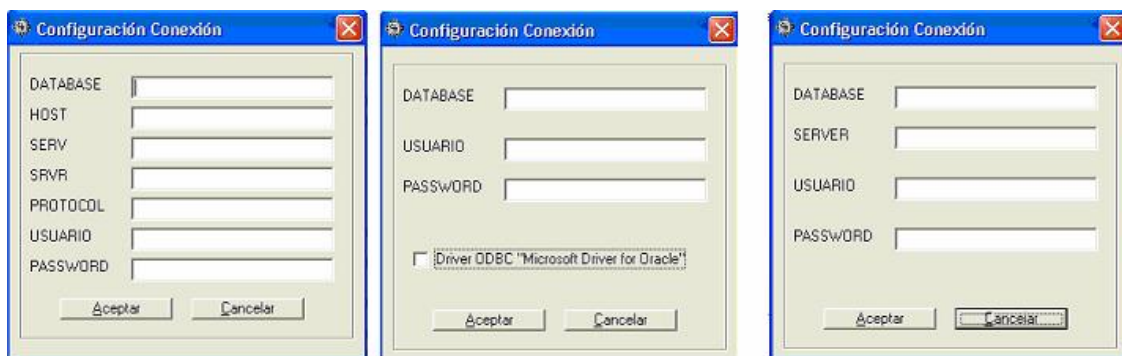 Configuración Conexión
DATABASE
HOST
SERV
SRVR
PROTOCOL
USUARIO
PASSWORD
Aceptar Cancelar
Configuración Conexión
DATABASE
USUARIO
PASSWORD
Driver ODBC "Microsoft Driver for Oracle"
Aceptar Cancelar
Configuración Conexión
DATABASE
SERVER
USUARIO
PASSWORD
Aceptar Cancelar